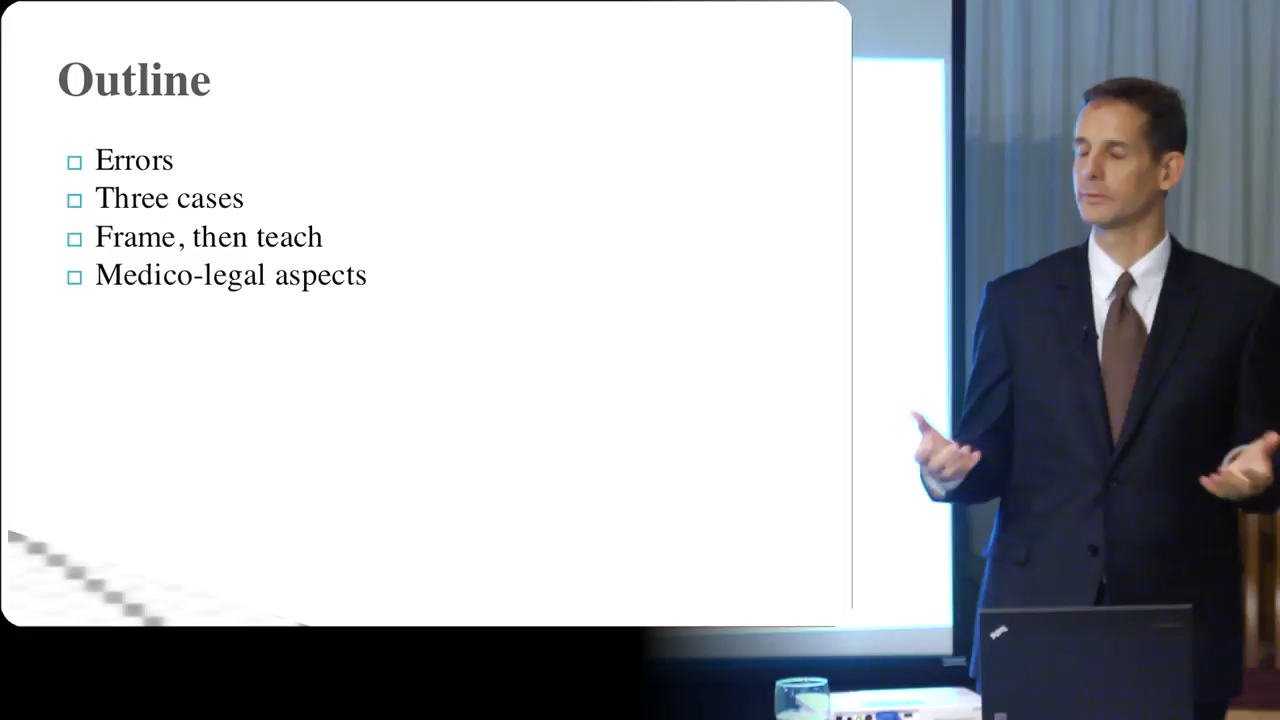 Outline
Errors
Three cases
Frame, then teach
Medico-legal aspects